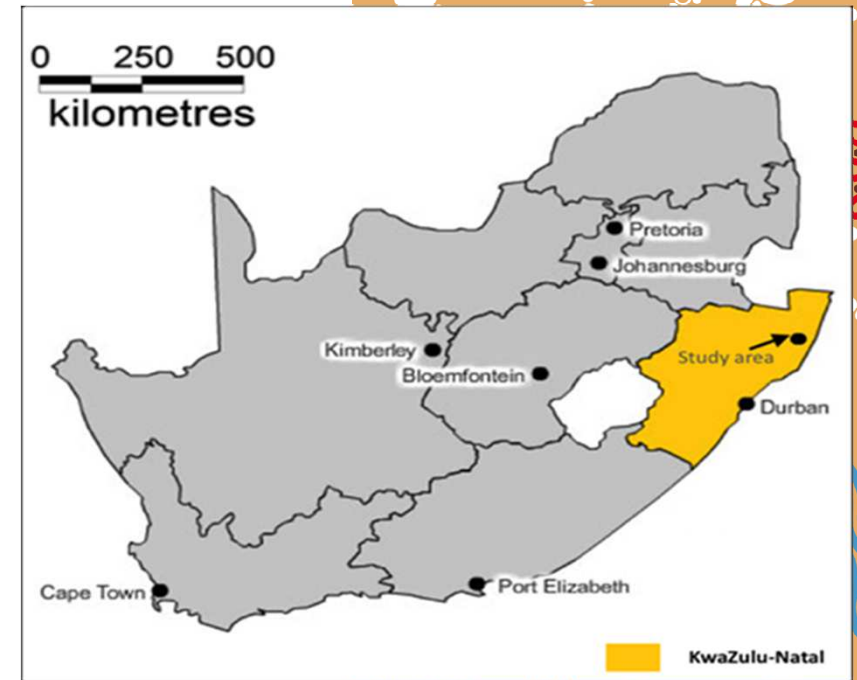 0 250 500
kilometres
Pretoria
Johannesburg
Kimberley
Study area
Bloemfontein
Durban
Cape Town
Port Elizabeth
KwaZulu-Natal